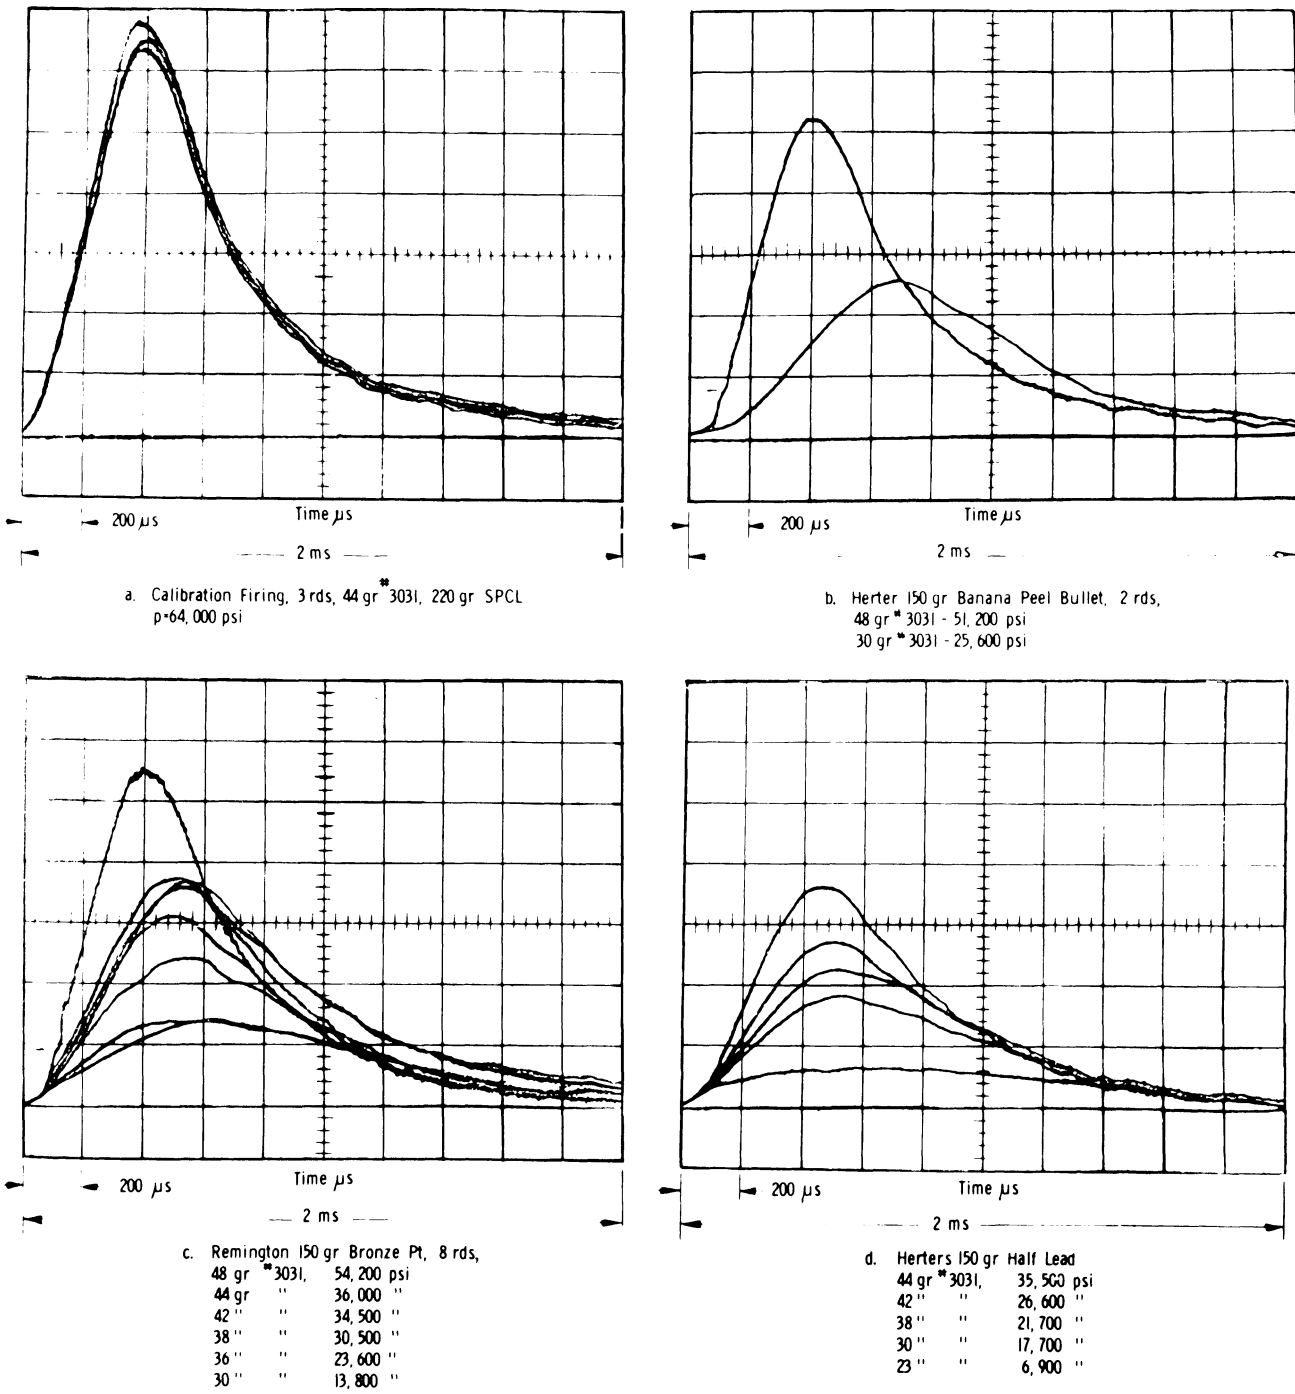 Time μs
200 μs
2 ms
a. Calibration Firing, 3 rds, 44 gr #3031, 220 gr SPCL
p=64,000 psi
Time μs
200 μs
2 ms
b. Herter 150 gr Banana Peel Bullet, 2 rds,
48 gr #3031 - 51,200 psi
30 gr #3031 - 25,600 psi
Time μs
200 μs
2 ms
c. Remington 150 gr Bronze Pt, 8 rds,
48 gr #3031, 54,200 psi
44 gr " 36,000 "
42 " " 34,500 "
38 " " 30,500 "
36 " " 23,600 "
30 " " 13,800 "
Time μs
200 μs
2 ms
d. Herters 150 gr Half Lead
44 gr #3031, 35,500 psi
42 " " 26,600 "
38 " " 21,700 "
30 " " 17,700 "
23 " " 6,900 "